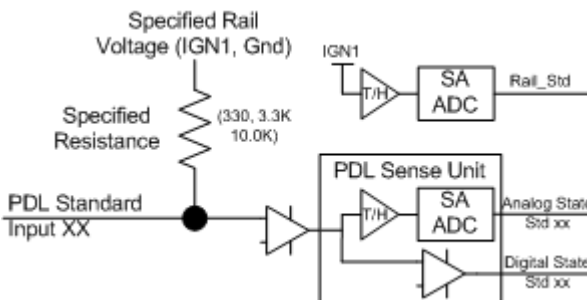 Specified Rail
Voltage (IGN1, Gnd)
IGN1
T/H
SA
ADC
Rail_Std
Specified
Resistance
(330, 3.3K
10.0K)
PDL Sense Unit
PDL Standard
Input XX
T/H
SA
ADC
Analog State
Std xx
Digital State
Std xx